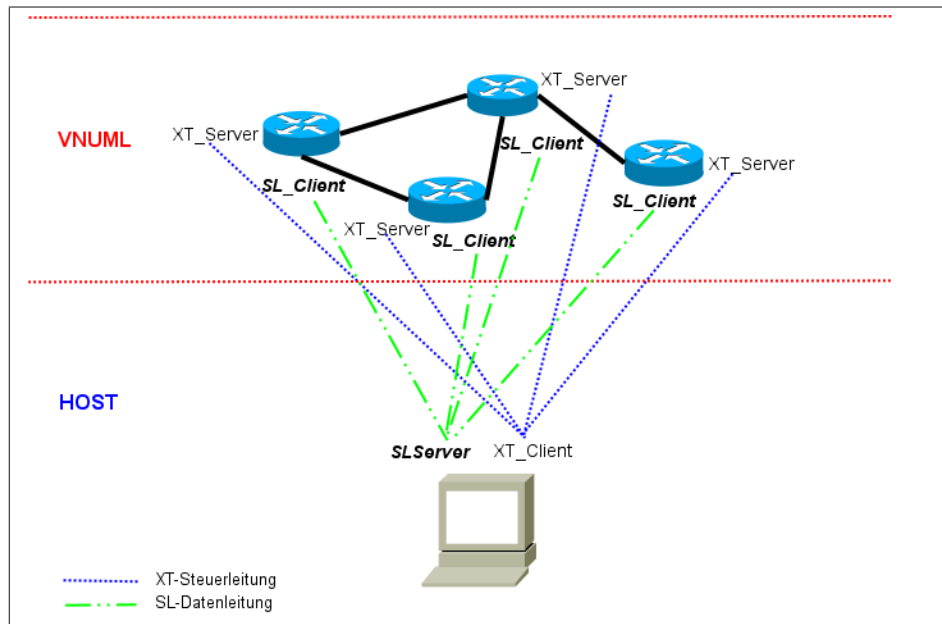 XT_Server
XT_Server
VNUML
SL_Client
XT_Server
SL_Client
SL_Client
XT_Server
SL_Client
HOST
SLServer
XT_Client
XT-Steuerleitung
SL-Datenleitung